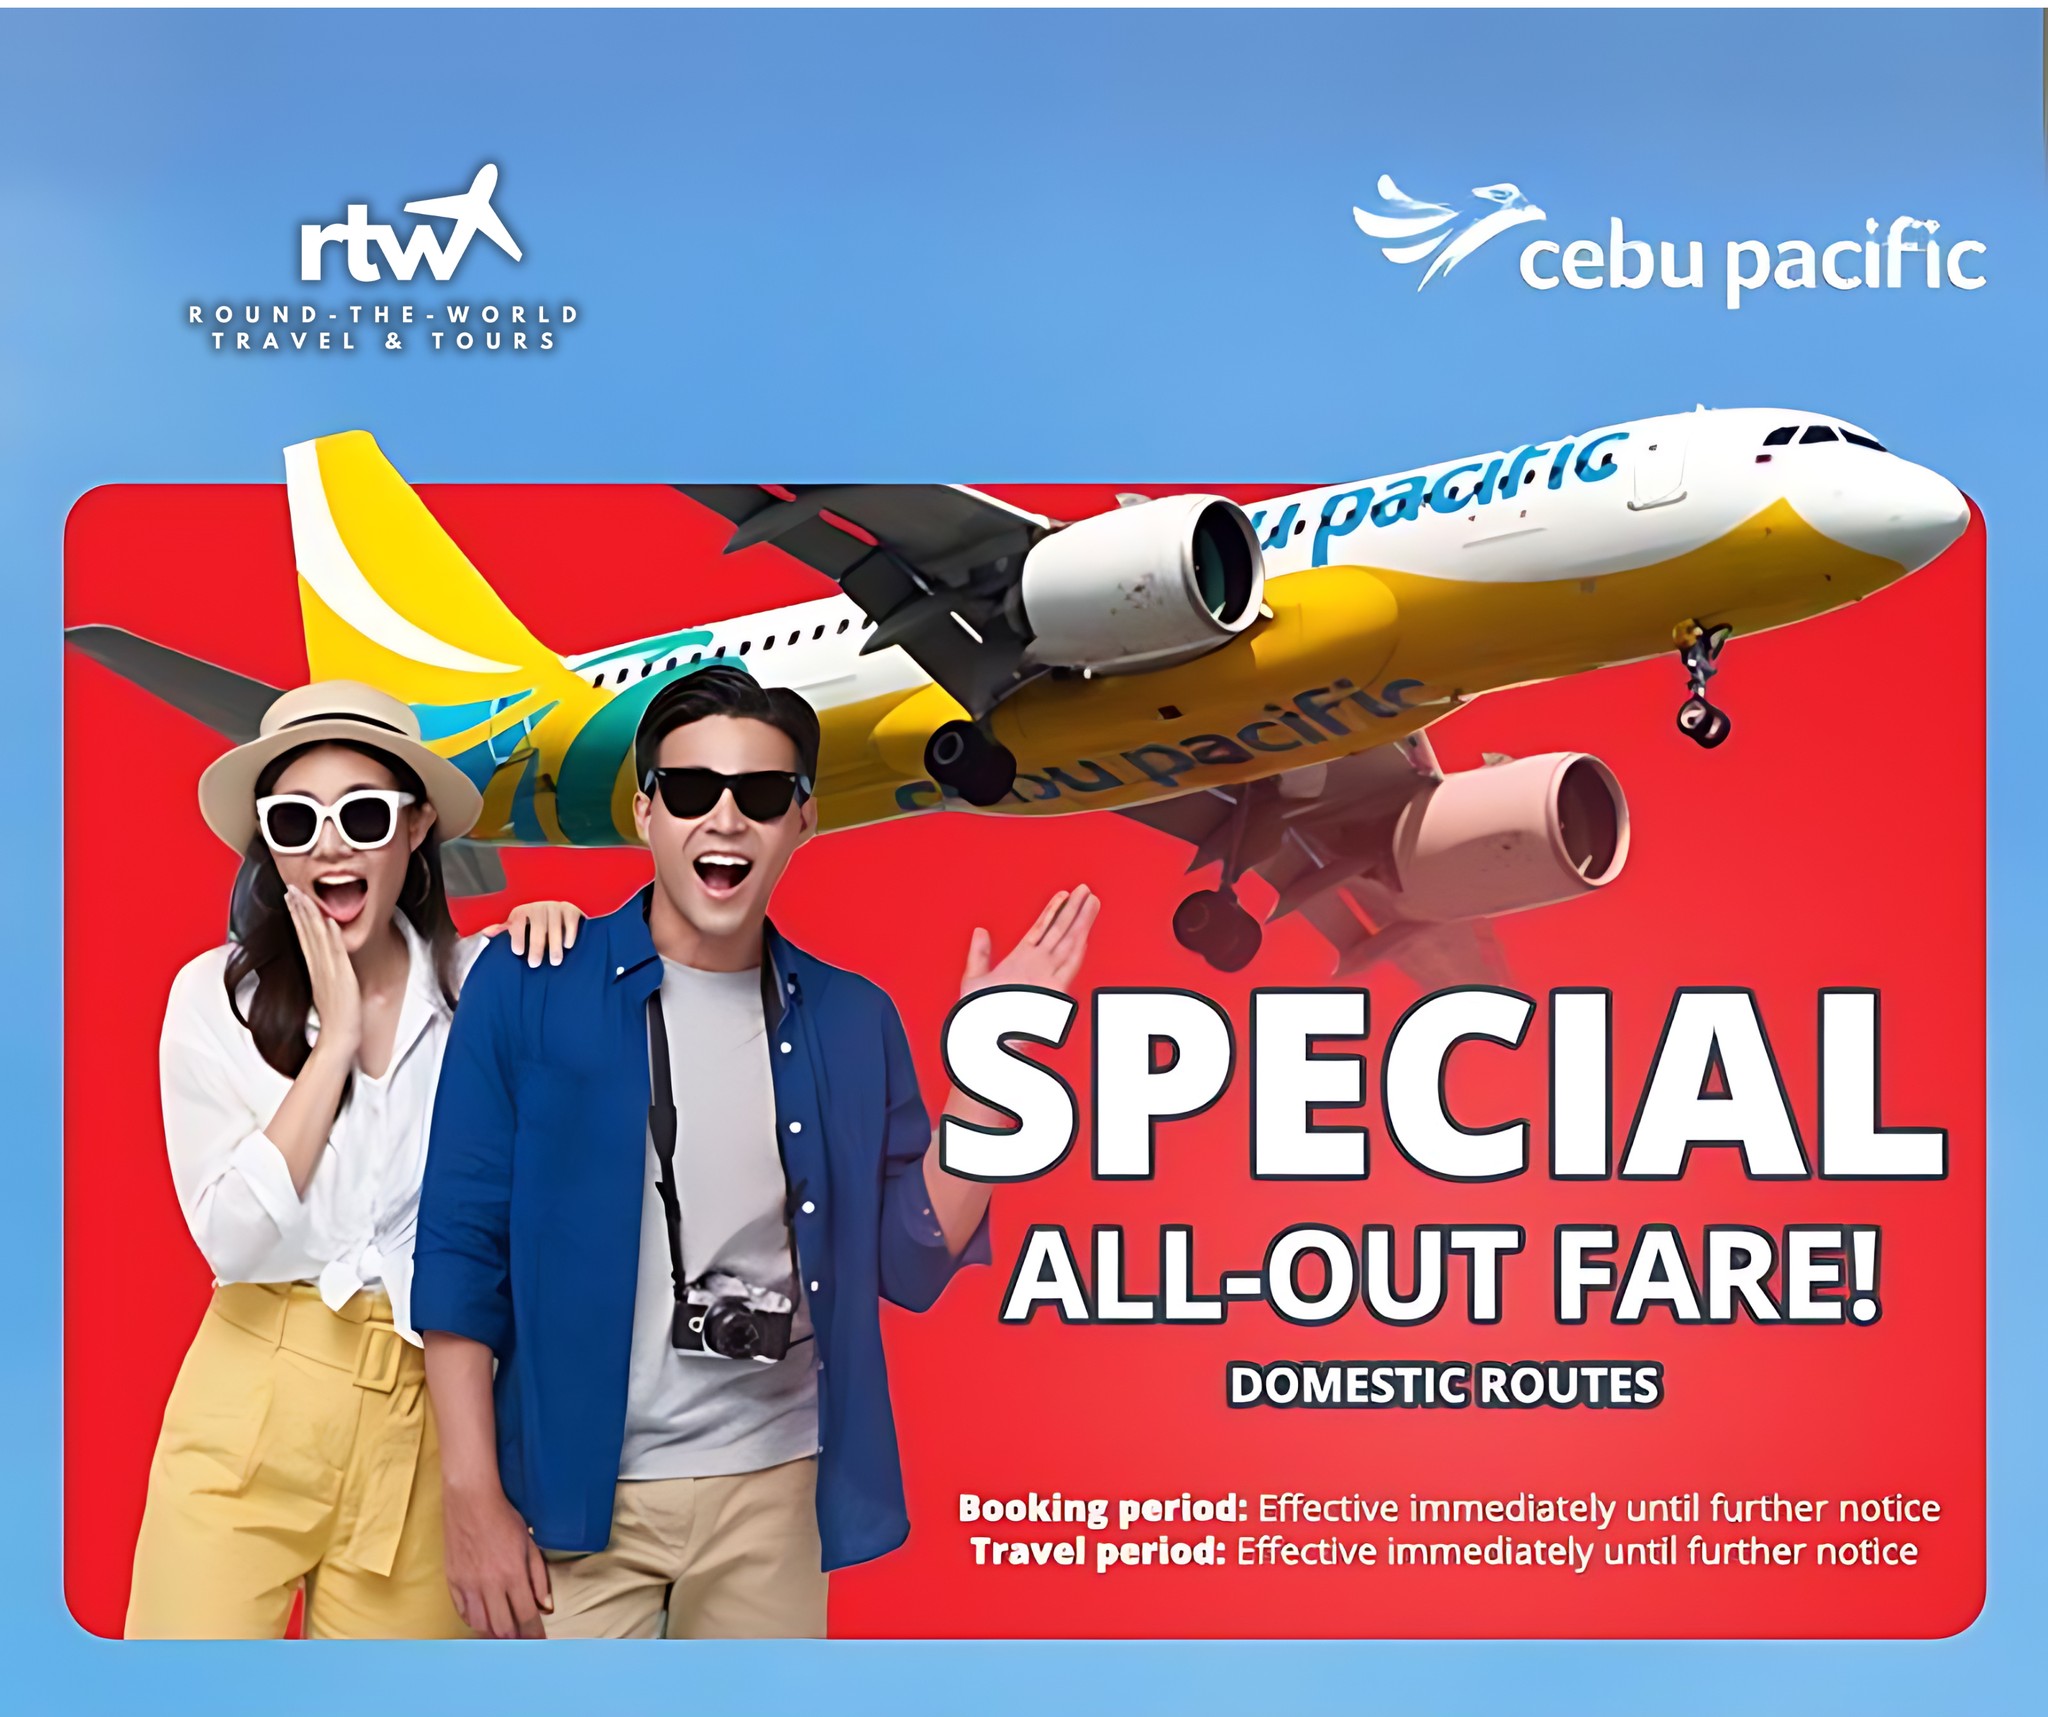 rtw
ROUND-THE-WORLD
TRAVEL & TOURS
cebu pacific
u pacific
cebu pacific
SPECIAL
ALL-OUT FARE!
DOMESTIC ROUTES
Booking period: Effective immediately until further notice
Travel period: Effective immediately until further notice